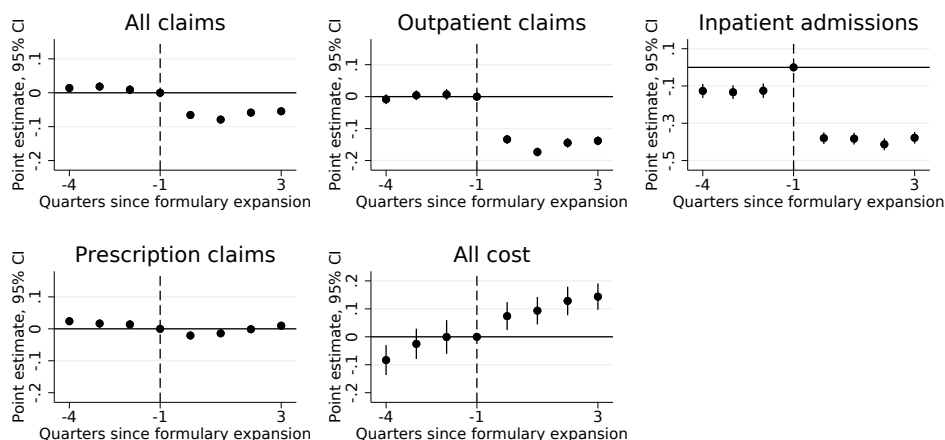 All claims
Point estimate, 95% CI
.1
0
-.1
-.2
-4
-1
3
Quarters since formulary expansion
Outpatient claims
Point estimate, 95% CI
.1
0
-.1
-.2
-4
-1
3
Quarters since formulary expansion
Inpatient admissions
Point estimate, 95% CI
.1
-.1
-.3
-.5
-4
-1
3
Quarters since formulary expansion
Prescription claims
Point estimate, 95% CI
.1
0
-.1
-.2
-4
-1
3
Quarters since formulary expansion
All cost
Point estimate, 95% CI
.2
.1
0
-.1
-.2
-4
-1
3
Quarters since formulary expansion